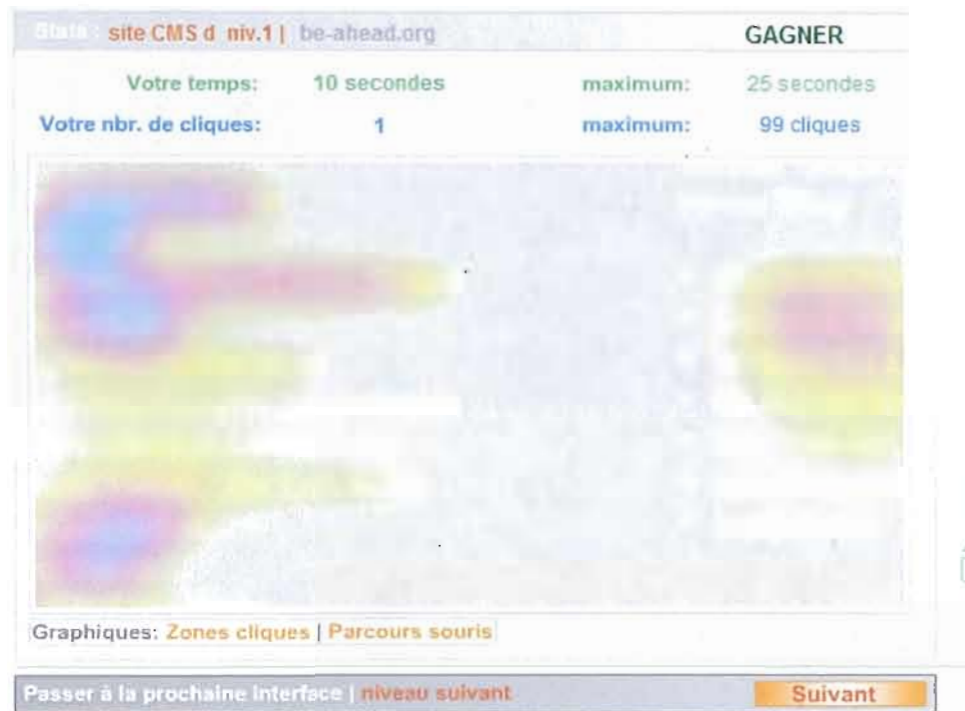 Stats : site CMS d niv.1 | be-ahead.org GAGNER
Votre temps: 10 secondes maximum: 25 secondes
Votre nbr. de cliques: 1 maximum: 99 cliques
Graphiques: Zones cliques | Parcours souris
Passer à la prochaine interface | niveau suivant Suivant